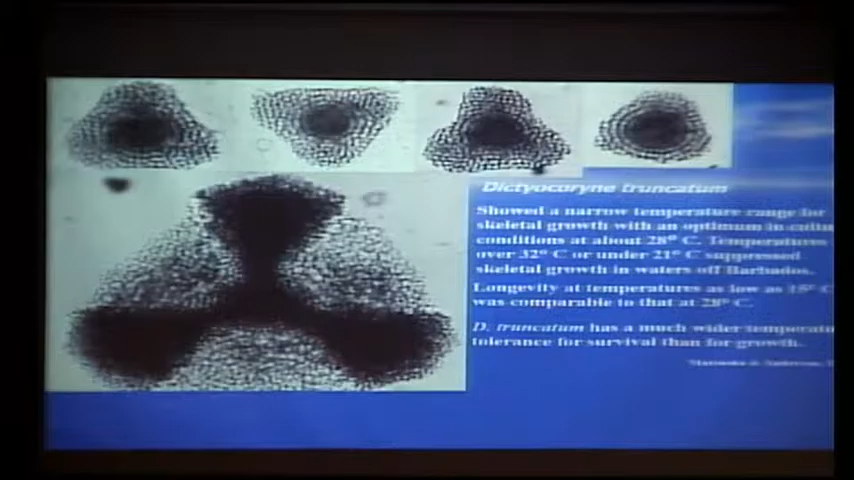 Dictyocoryne truncatum
Showed a narrow temperature range for
skeletal growth with an optimum in cultu
conditions at about 28° C. Temperatures
over 32° C or under 21° C suppressed
skeletal growth in waters off Barbados.
Longevity at temperatures as low as 15° C
was comparable to that at 28° C.
D. truncatum has a much wider temperatu
tolerance for survival than for growth.